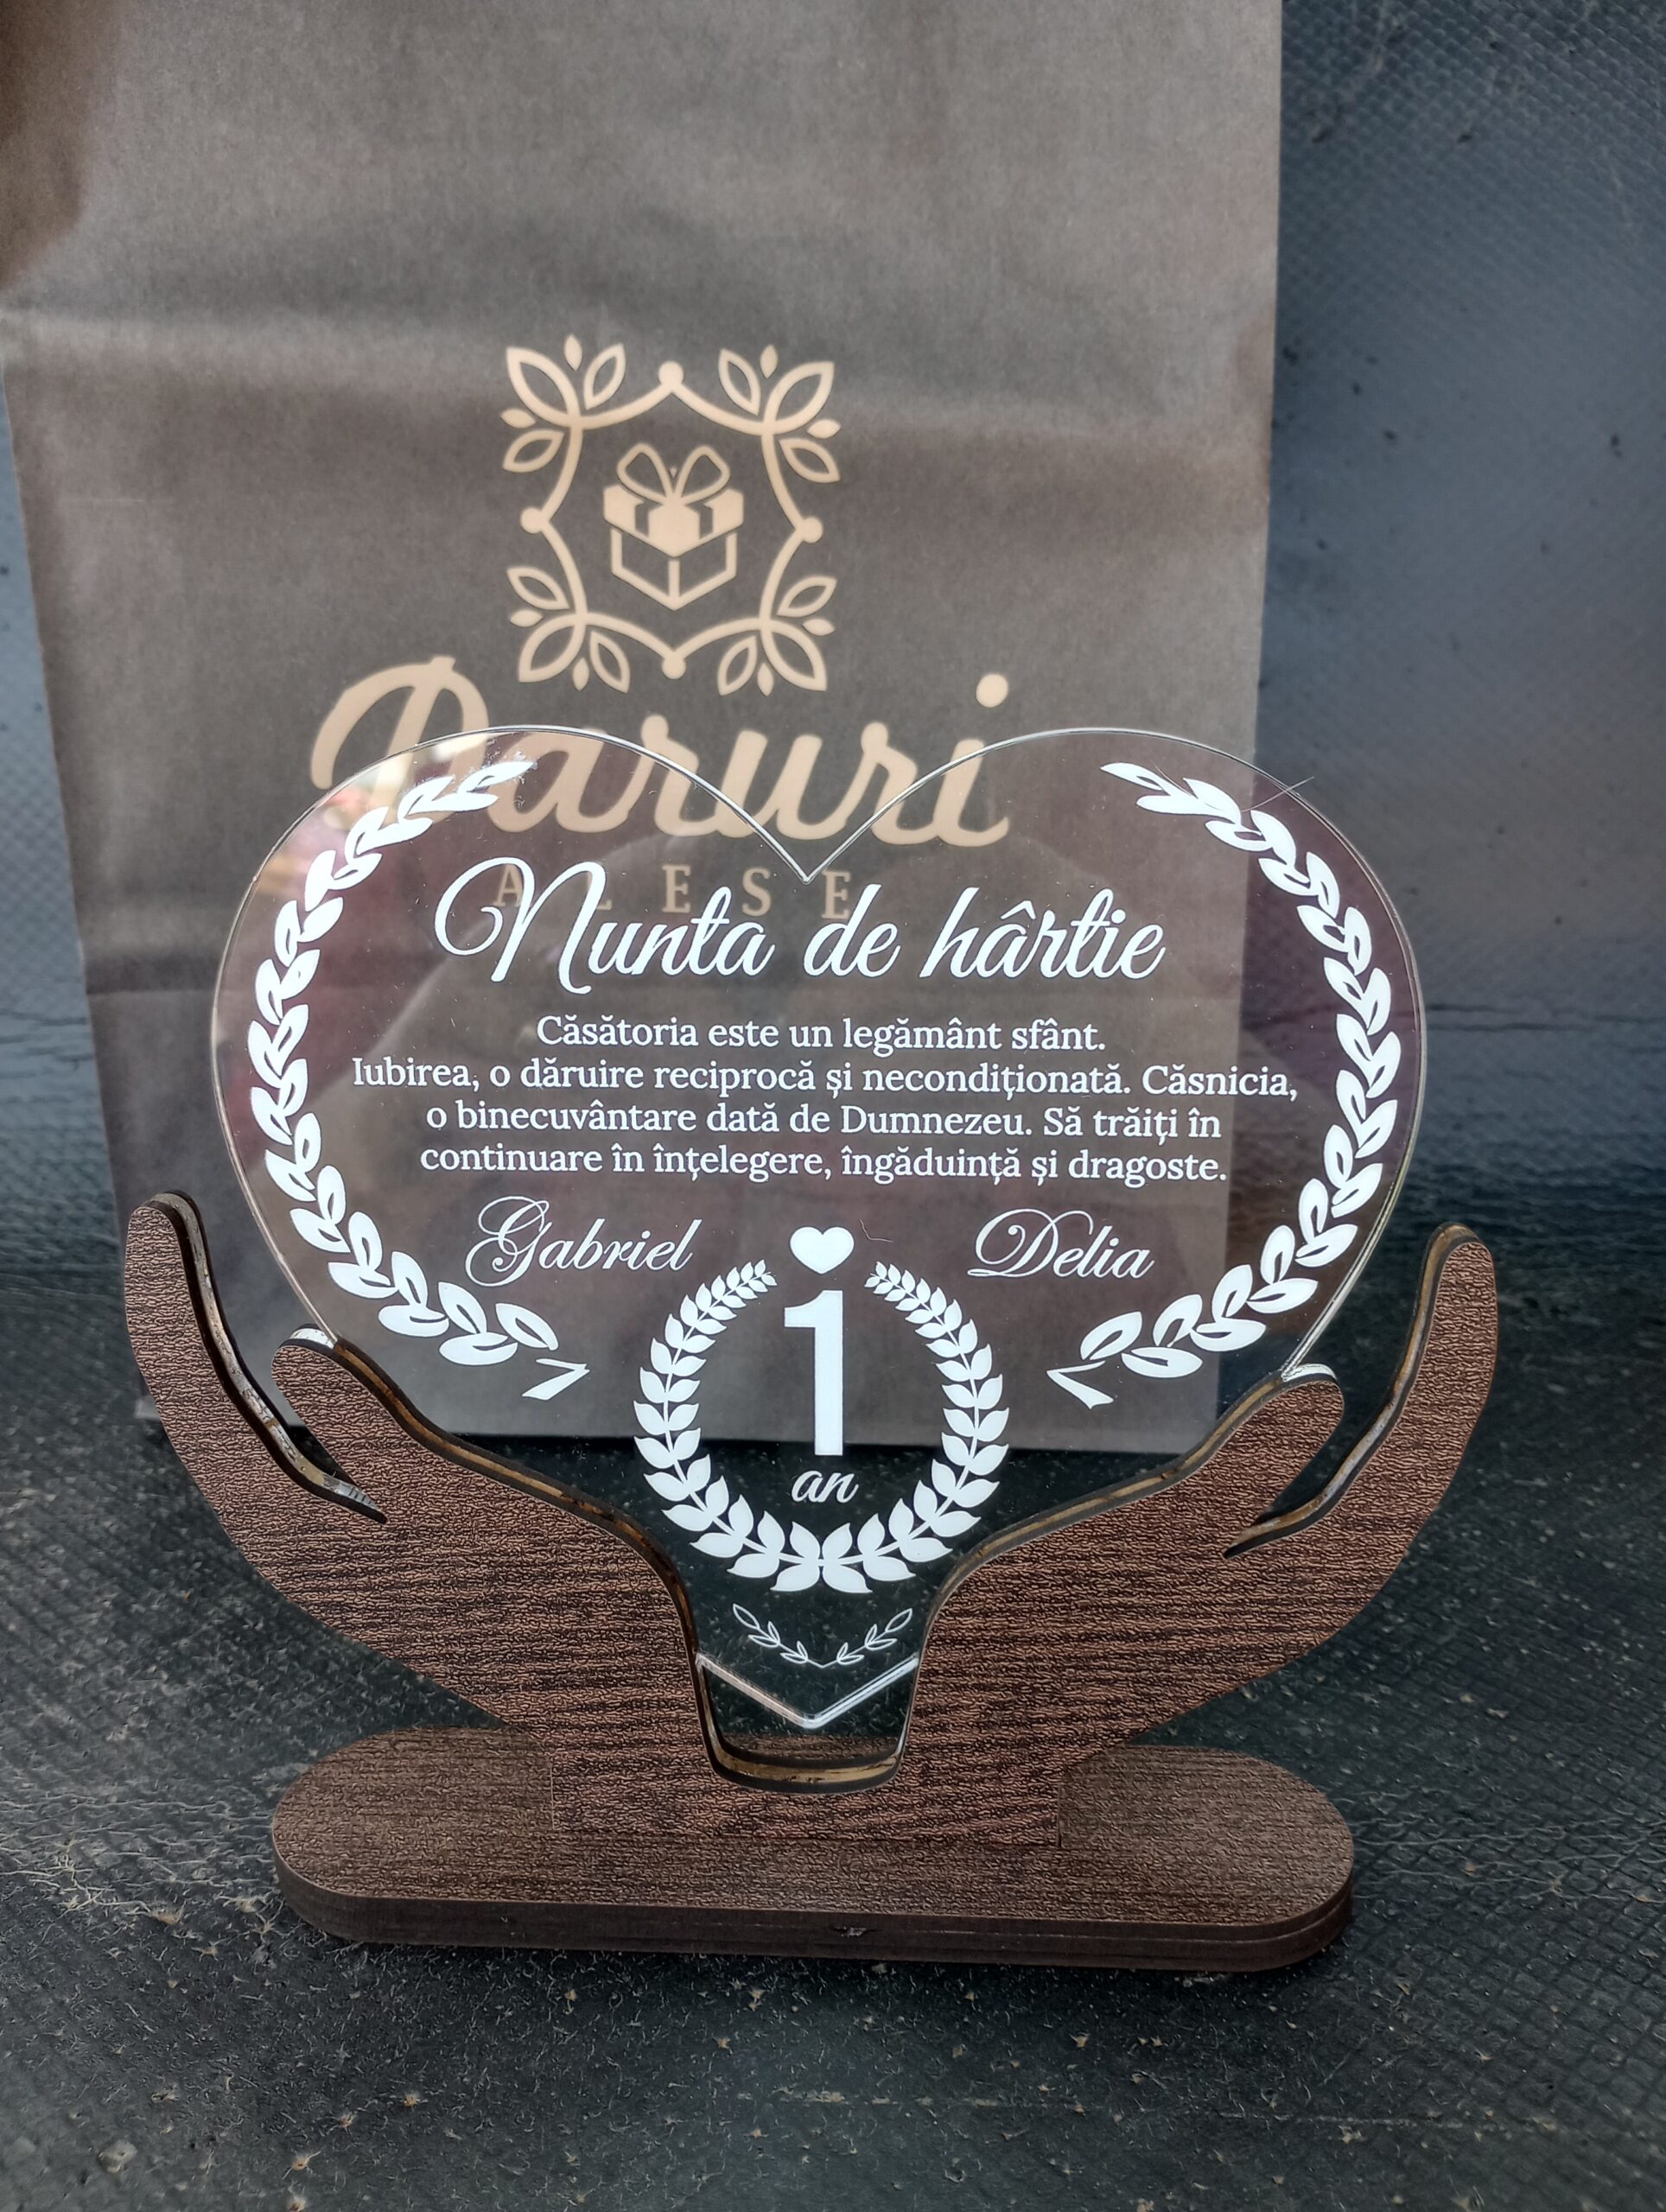 Daruri
ALESE
Nunta de hârtie
Căsătoria este un legământ sfânt.
Iubirea, o dăruire reciprocă și necondiționată. Căsnicia,
o binecuvântare dată de Dumnezeu. Să trăiți în
continuare în înțelegere, îngăduință și dragoste.
Gabriel Delia
1
an